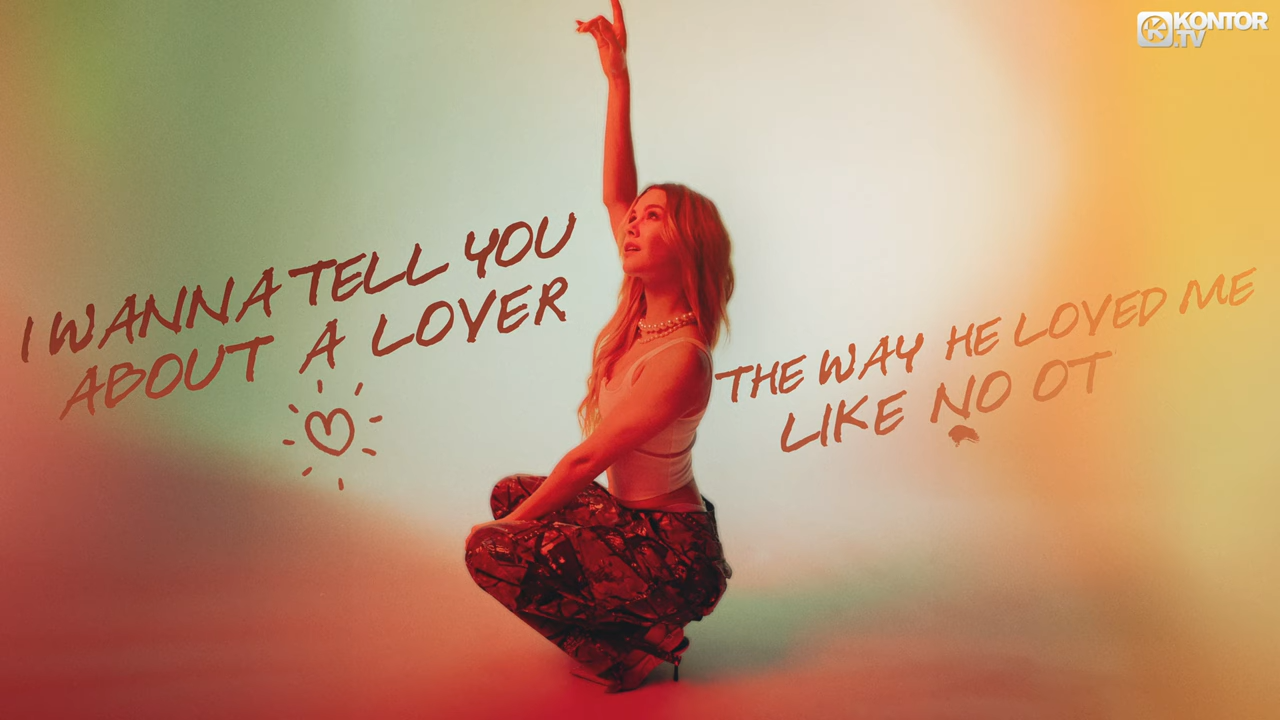 KONTOR
.TV
I WANNA TELL YOU
ABOUT A LOVER
THE WAY HE LOVED ME
LIKE NO OT